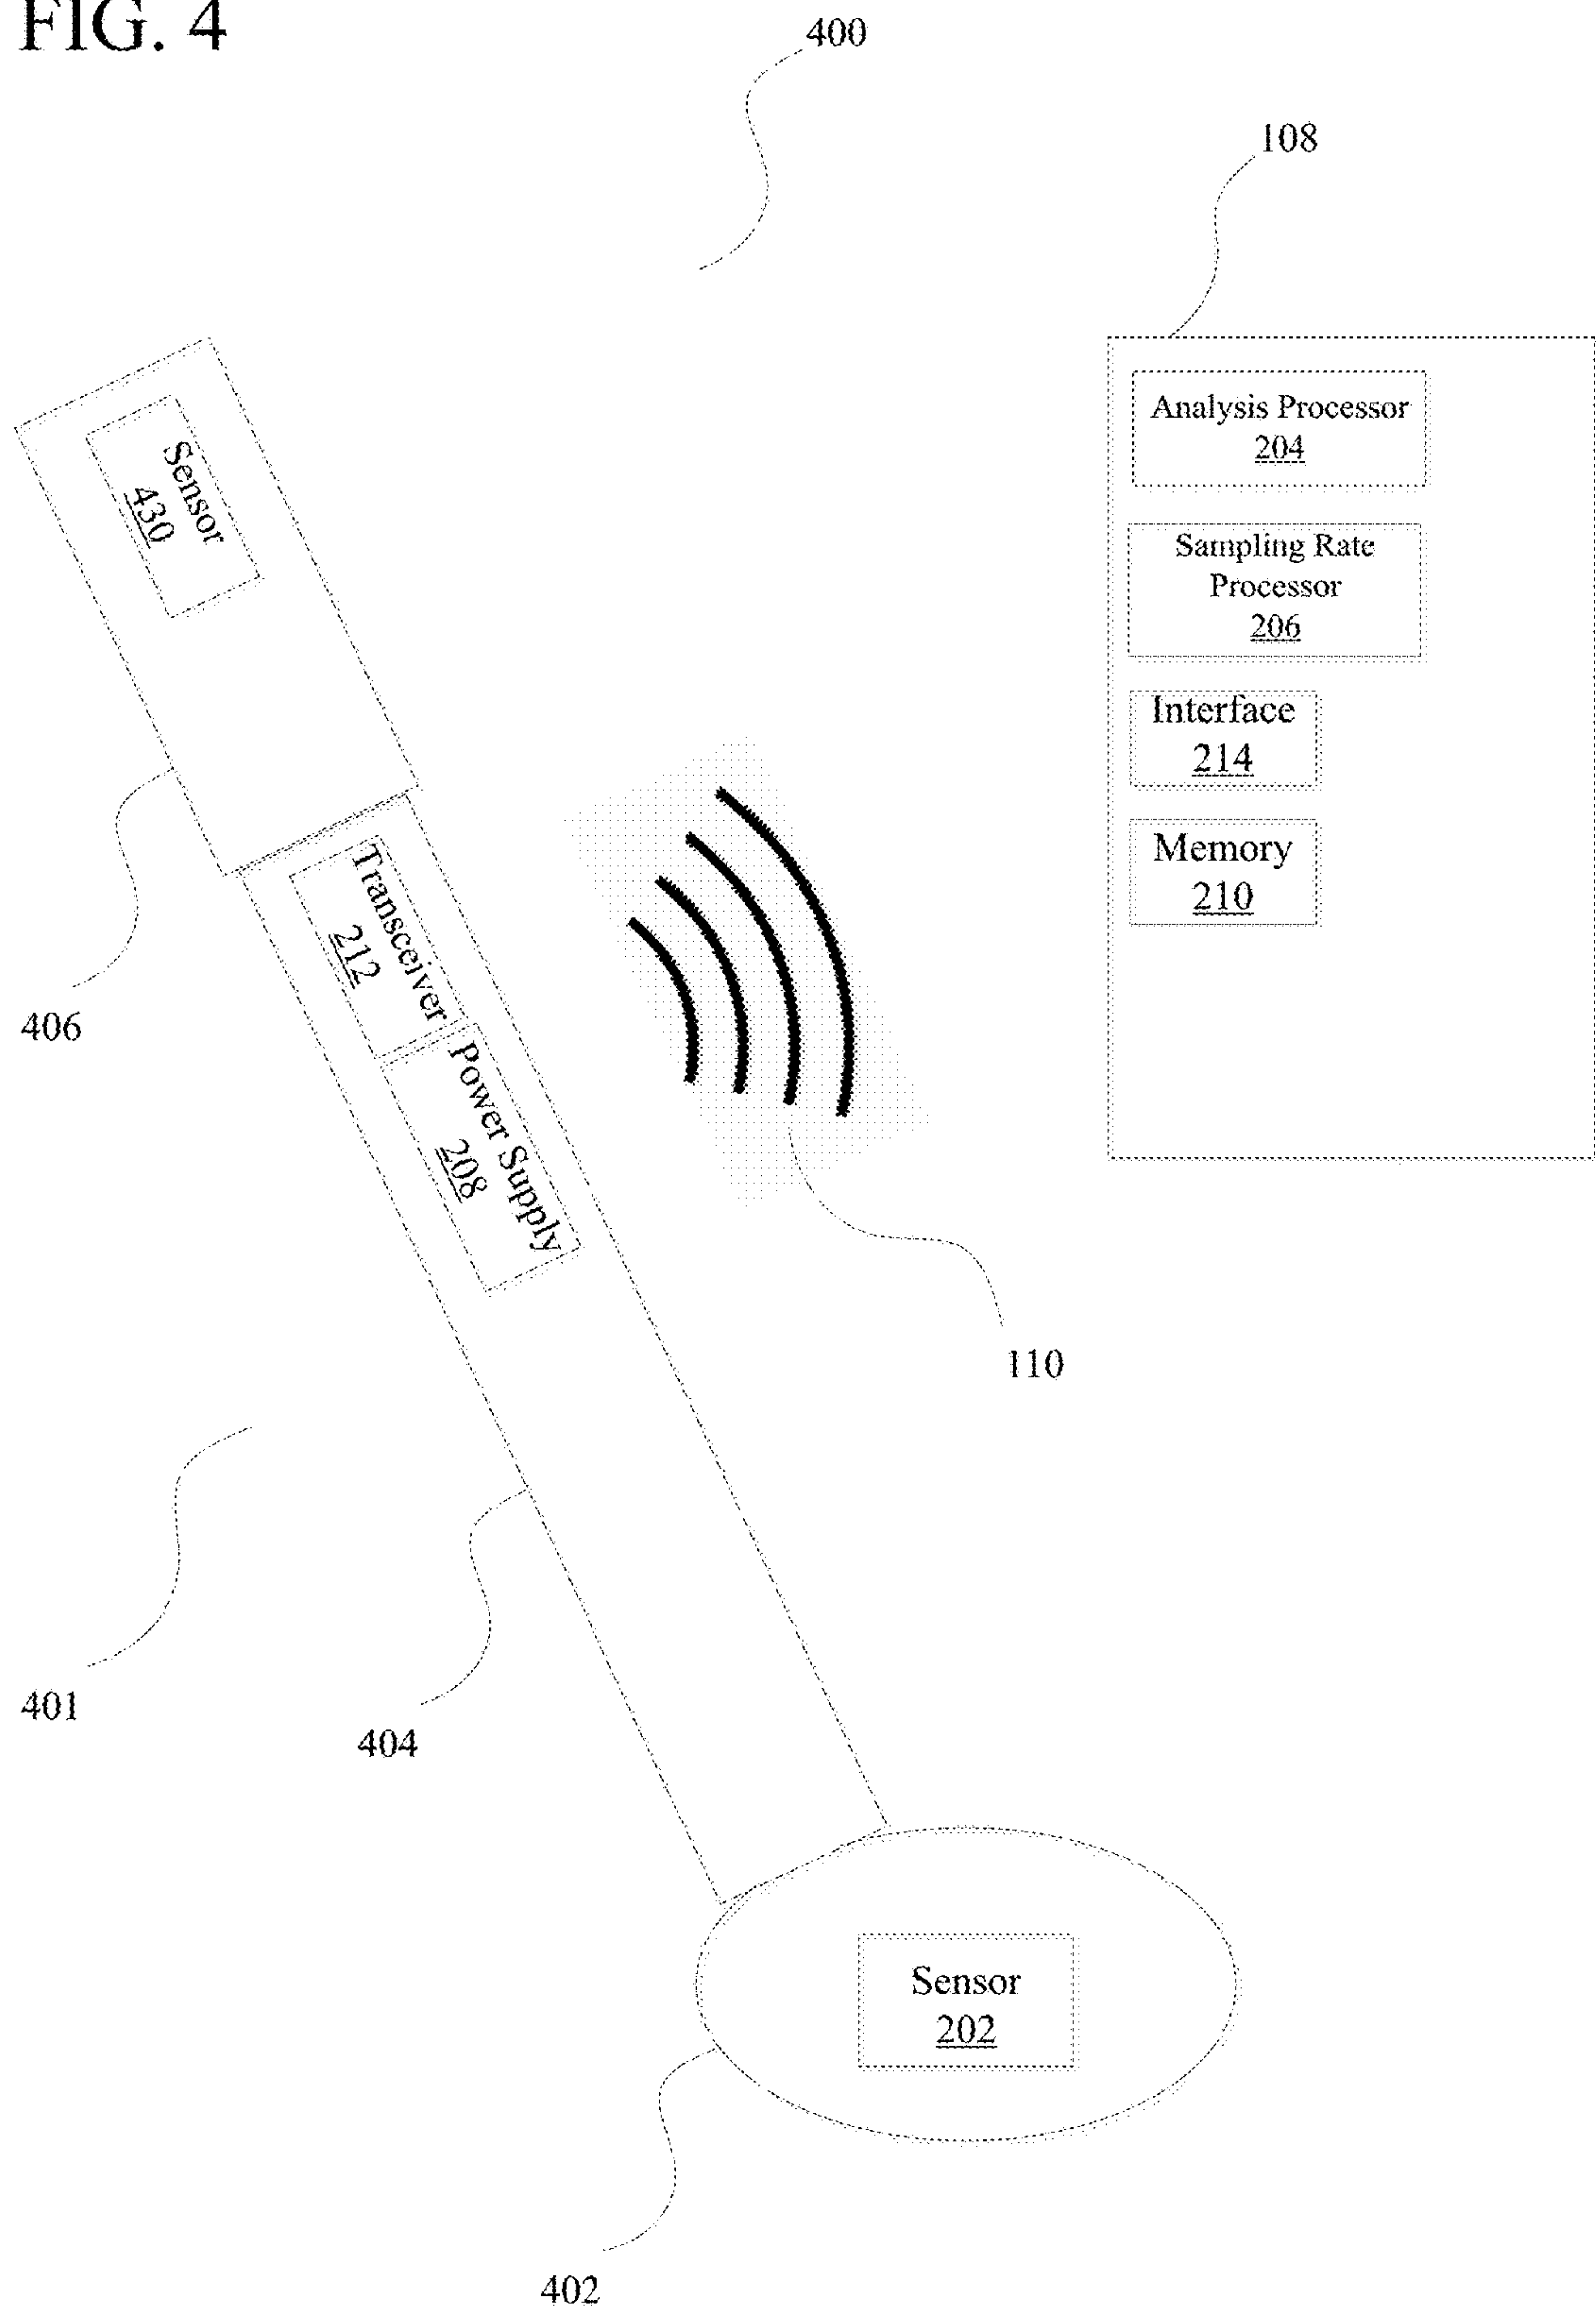 FIG. 4
400
108
Analysis Processor
204
Sampling Rate
Processor
206
Interface
214
Memory
210
Sensor
430
Transceiver
212
Power Supply
208
406
110
401
404
Sensor
202
402